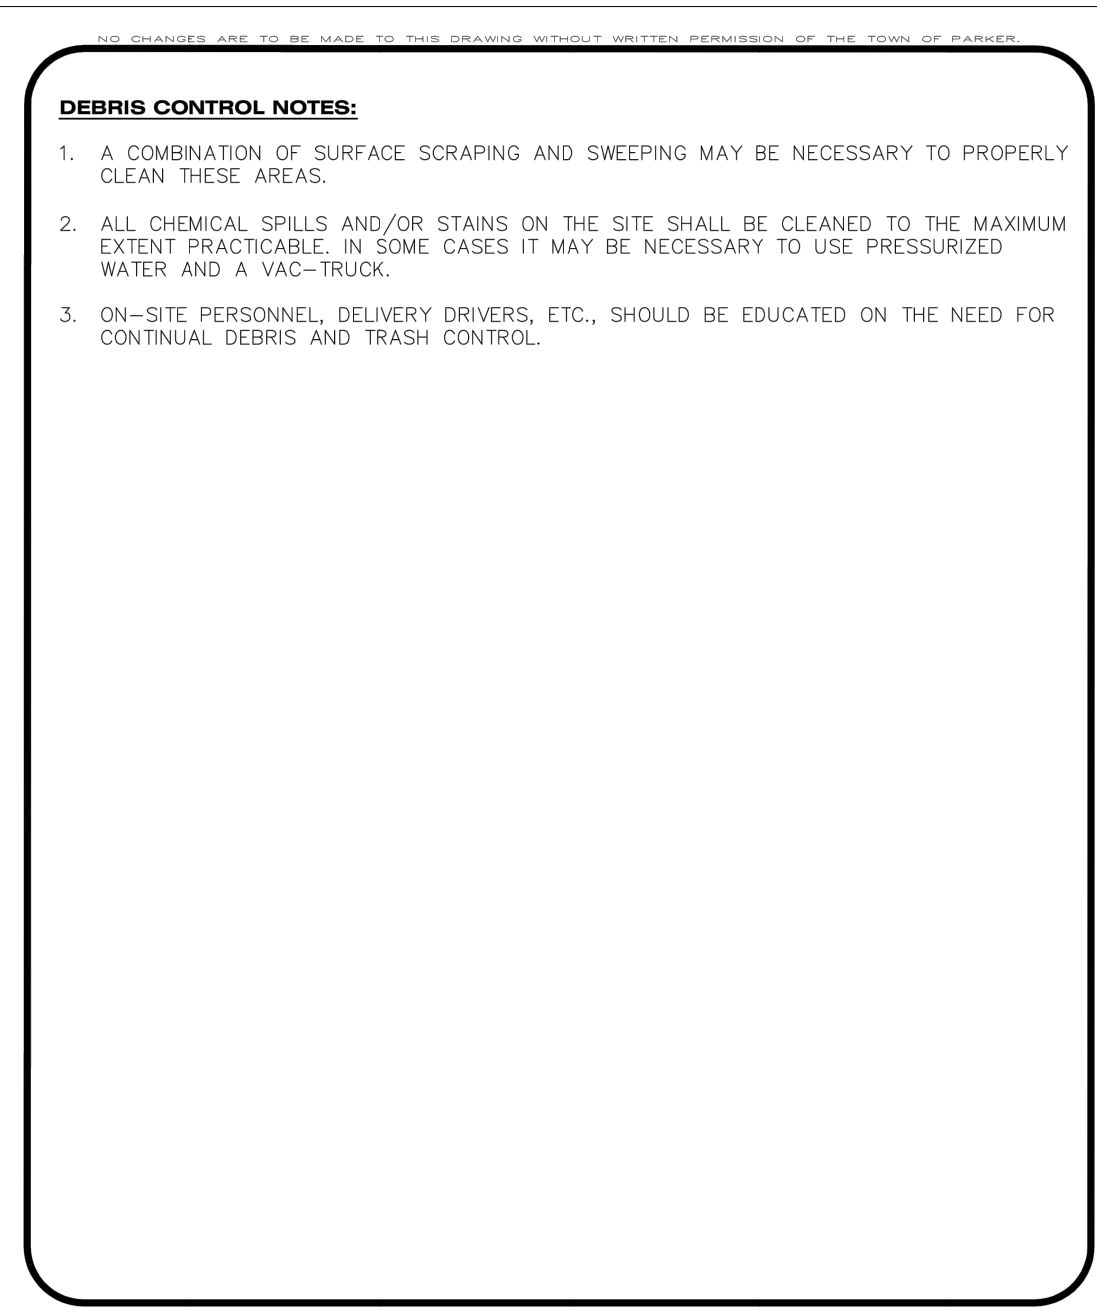 NO CHANGES ARE TO BE MADE TO THIS DRAWING WITHOUT WRITTEN PERMISSION OF THE TOWN OF PARKER.
DEBRIS CONTROL NOTES:
1. A COMBINATION OF SURFACE SCRAPING AND SWEEPING MAY BE NECESSARY TO PROPERLY
CLEAN THESE AREAS.
2. ALL CHEMICAL SPILLS AND/OR STAINS ON THE SITE SHALL BE CLEANED TO THE MAXIMUM
EXTENT PRACTICABLE. IN SOME CASES IT MAY BE NECESSARY TO USE PRESSURIZED
WATER AND A VAC-TRUCK.
3. ON-SITE PERSONNEL, DELIVERY DRIVERS, ETC., SHOULD BE EDUCATED ON THE NEED FOR
CONTINUAL DEBRIS AND TRASH CONTROL.